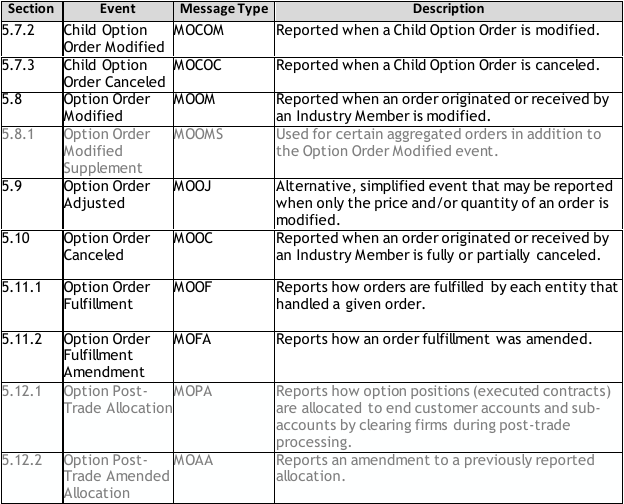 Section Event Message Type Description
5.7.2 Child Option MOCOM Reported when a Child Option Order is modified.
Order Modified
5.7.3 Child Option MOCOC Reported when a Child Option Order is canceled.
Order Canceled
5.8 Option Order MOOM Reported when an order originated or received by
Modified an Industry Member is modified.
5.8.1 Option Order MOOMS Used for certain aggregated orders in addition to
Modified the Option Order Modified event.
Supplement
5.9 Option Order MOOJ Alternative, simplified event that may be reported
Adjusted when only the price and/or quantity of an order is
modified.
5.10 Option Order MOOC Reported when an order originated or received by
Canceled an Industry Member is fully or partially canceled.
5.11.1 Option Order MOOF Reports how orders are fulfilled by each entity that
Fulfillment handled a given order.
5.11.2 Option Order MOFA Reports how an order fulfillment was amended.
Fulfillment
Amendment
5.12.1 Option Post- MOPA Reports how option positions (executed contracts)
Trade Allocation are allocated to end customer accounts and sub-
accounts by clearing firms during post-trade
processing.
5.12.2 Option Post- MOAA Reports an amendment to a previously reported
Trade Amended allocation.
Allocation